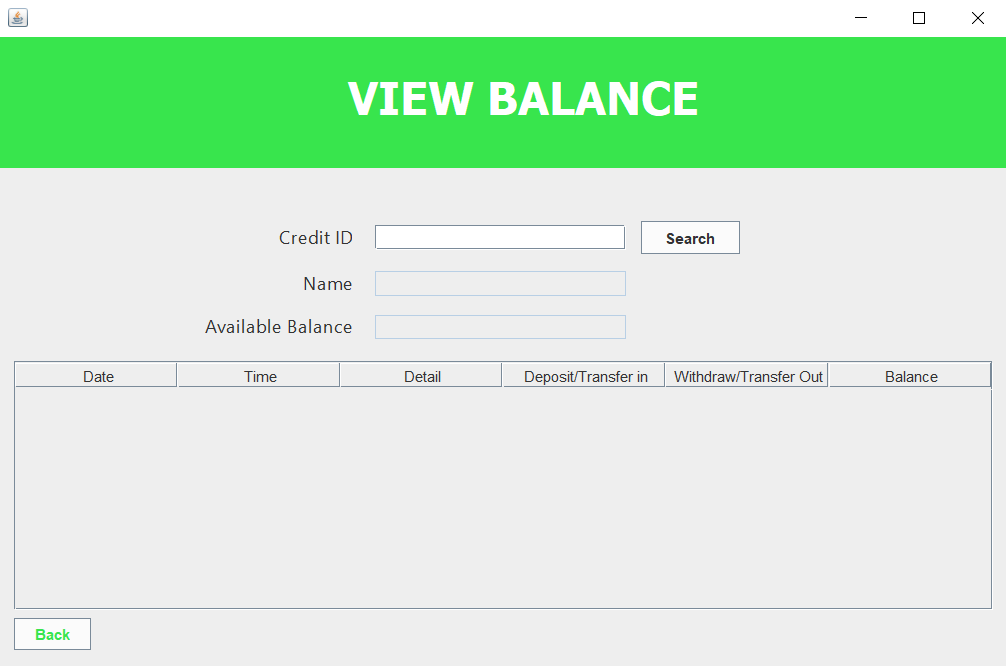 VIEW BALANCE
Credit ID Search
Name
Available Balance
Date Time Detail Deposit/Transfer in Withdraw/Transfer Out Balance
Back